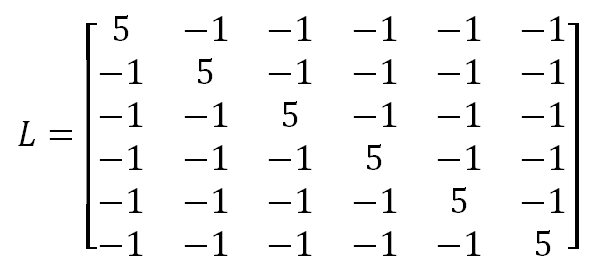 5 −1 −1 −1 −1 −1
−1 5 −1 −1 −1 −1
−1 −1 5 −1 −1 −1
L =
−1 −1 −1 5 −1 −1
−1 −1 −1 −1 5 −1
−1 −1 −1 −1 −1 5